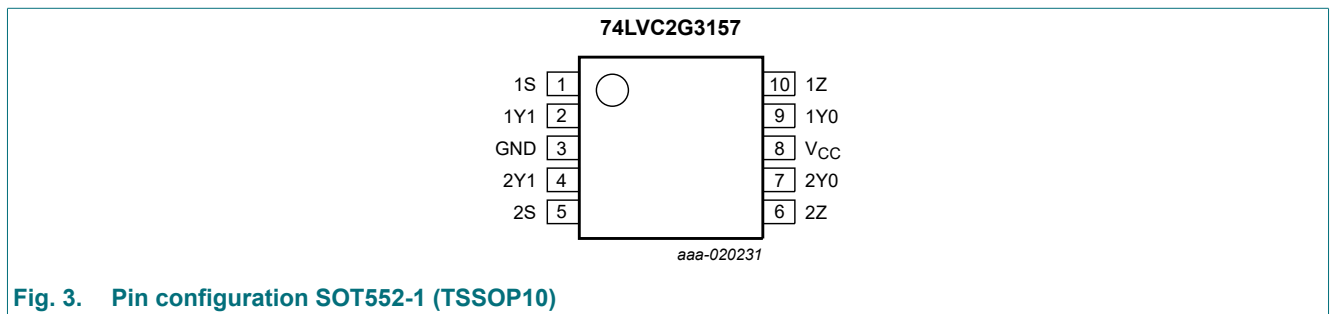 74LVC2G3157
1S 1 10 1Z
1Y1 2 9 1Y0
GND 3 8 VCC
2Y1 4 7 2Y0
2S 5 6 2Z
aaa-020231
Fig. 3. Pin configuration SOT552-1 (TSSOP10)